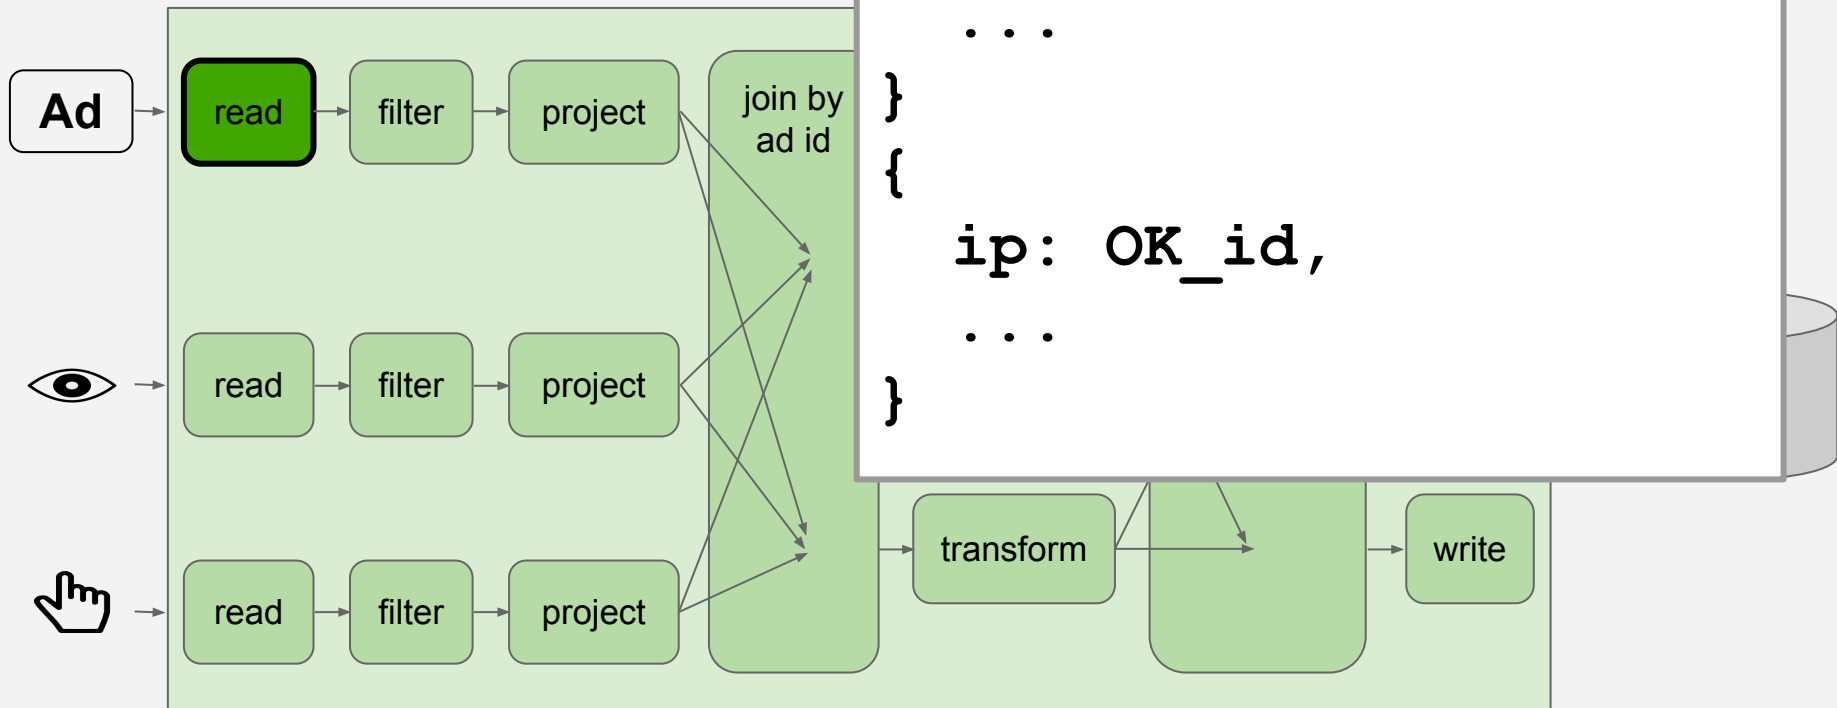 Ad
read
filter
project
join by
ad id
...
}
{
ip: OK_id,
...
}
read
filter
project
read
filter
project
transform
write